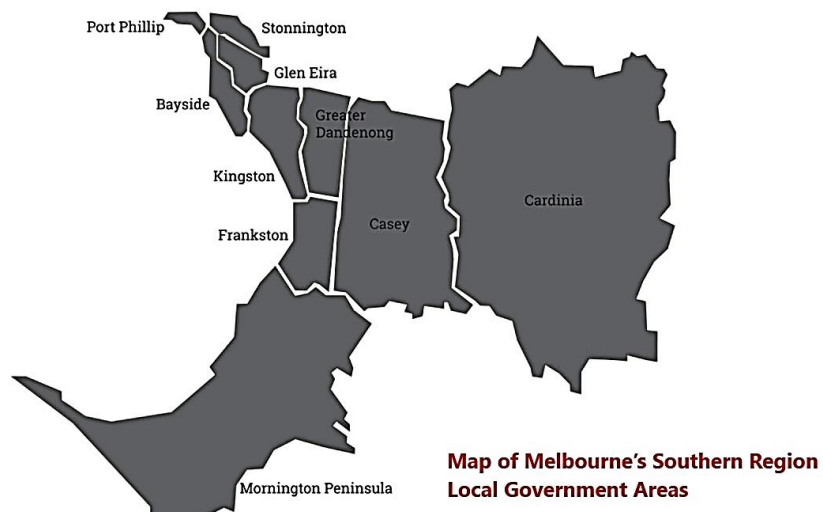 Port Phillip
Stonnington
Glen Eira
Bayside
Greater
Dandenong
Kingston
Cardinia
Casey
Frankston
Map of Melbourne's Southern Region
Local Government Areas
Mornington Peninsula